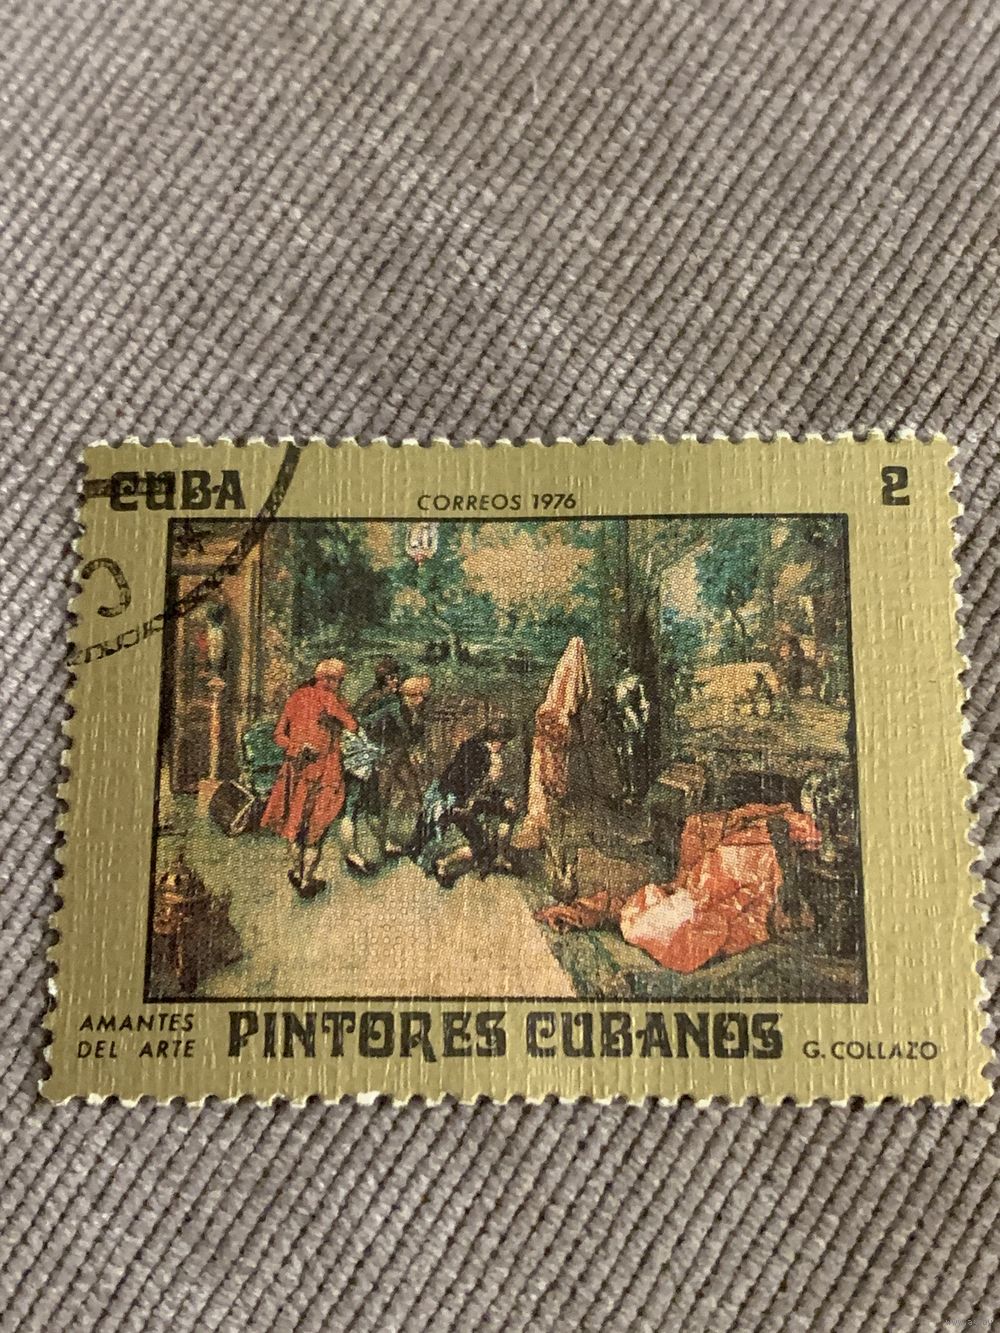 CUBA
CORREOS 1976
2
AMANTES
DEL ARTE
PINTORES CUBANOS
G. COLLAZO